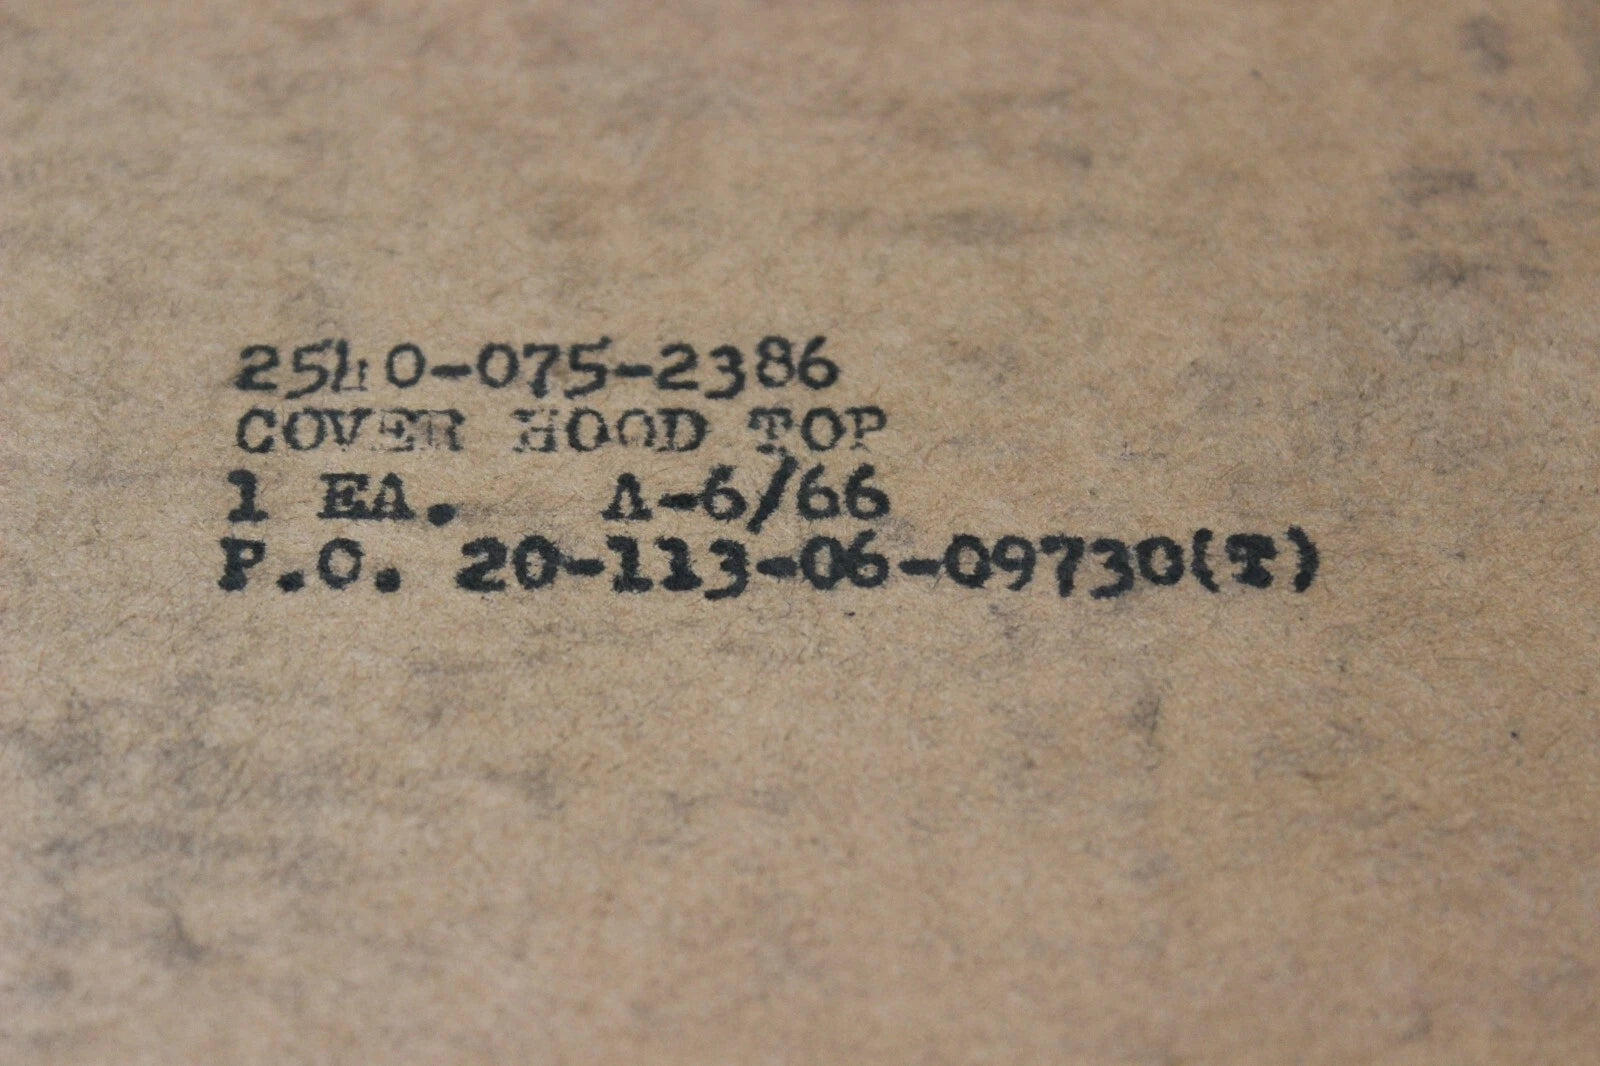 2540-075-2386
COVER HOOD TOP
1 EA. A-6/66
P.O. 20-113-06-09730(T)